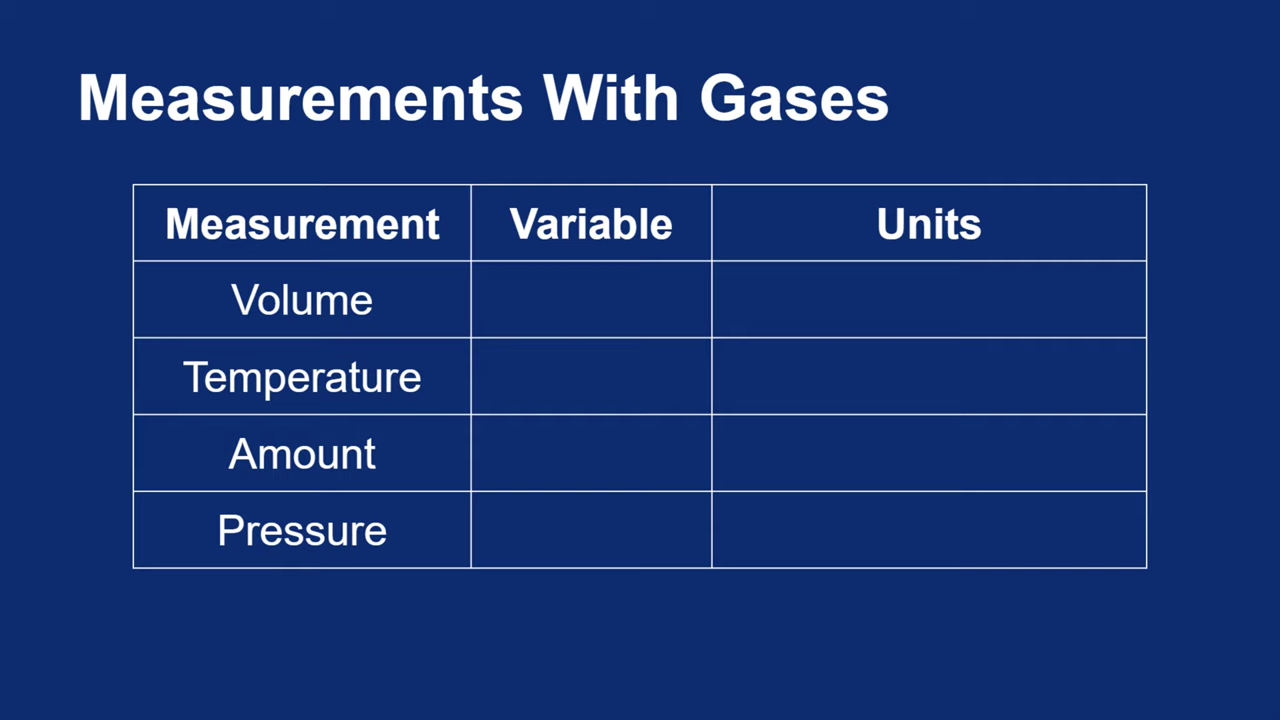 Measurements With Gases
Measurement Variable Units
Volume
Temperature
Amount
Pressure